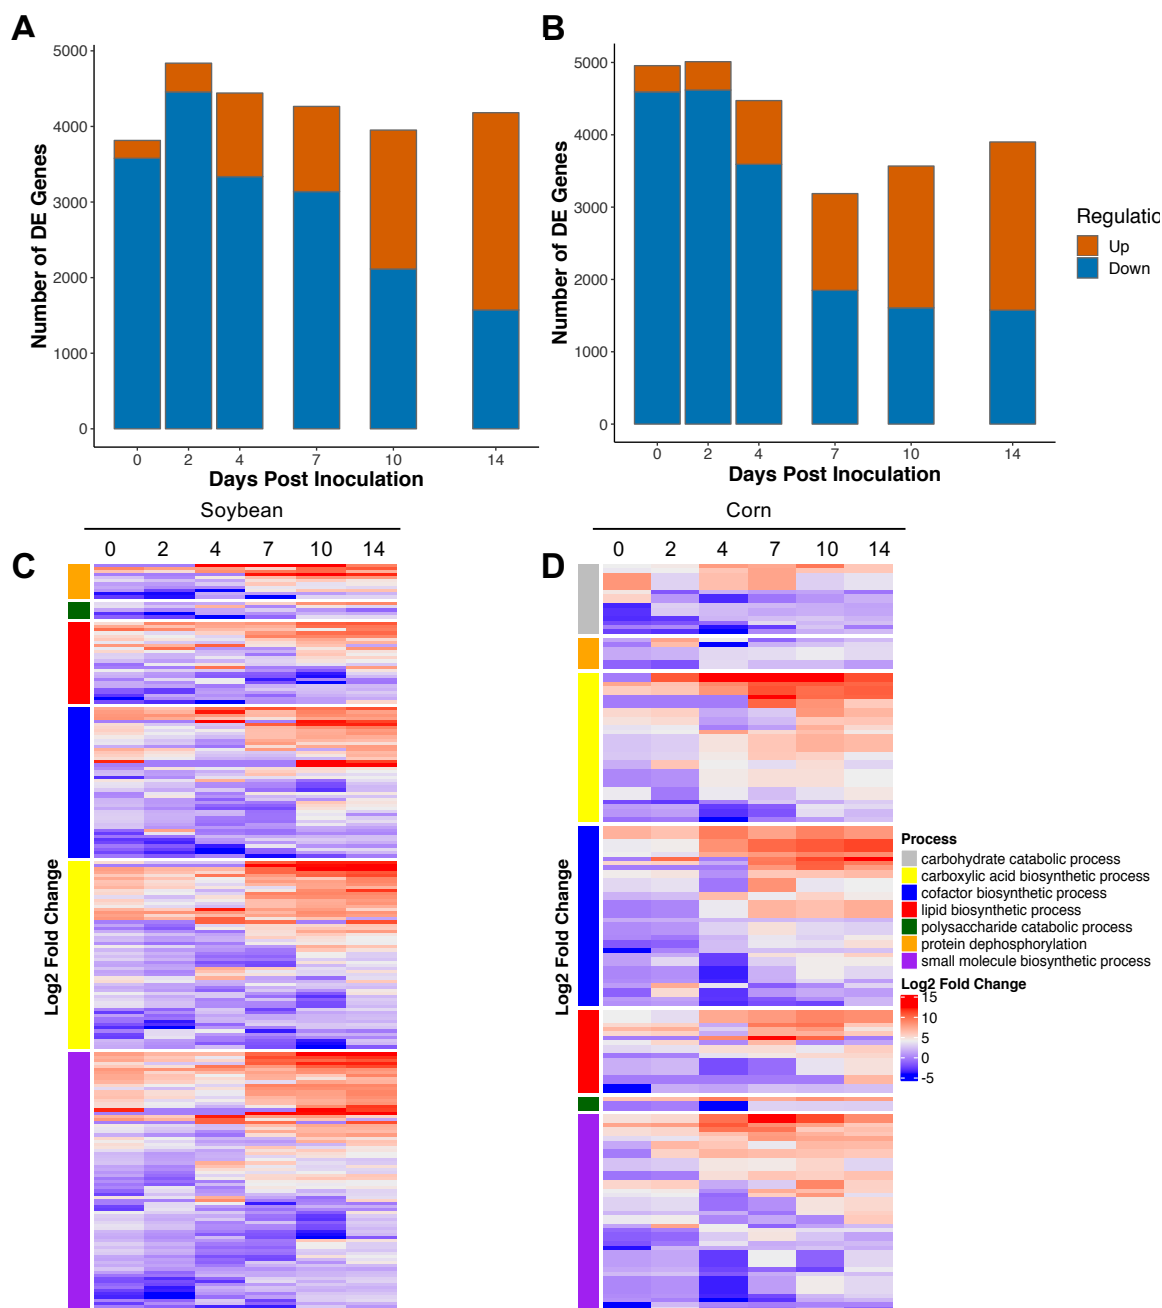 A
5000
4000
3000
2000
1000
0
Number of DE Genes
0 2 4 7 10 14
Days Post Inoculation
B
5000
4000
3000
2000
1000
0
Number of DE Genes
0 2 4 7 10 14
Days Post Inoculation
Regulatio
Up
Down
C
Soybean
0 2 4 7 10 14
Log2 Fold Change
D
Corn
0 2 4 7 10 14
Log2 Fold Change
Process
carbohydrate catabolic process
carboxylic acid biosynthetic process
cofactor biosynthetic process
lipid biosynthetic process
polysaccharide catabolic process
protein dephosphorylation
small molecule biosynthetic process
Log2 Fold Change
15
10
5
0
-5